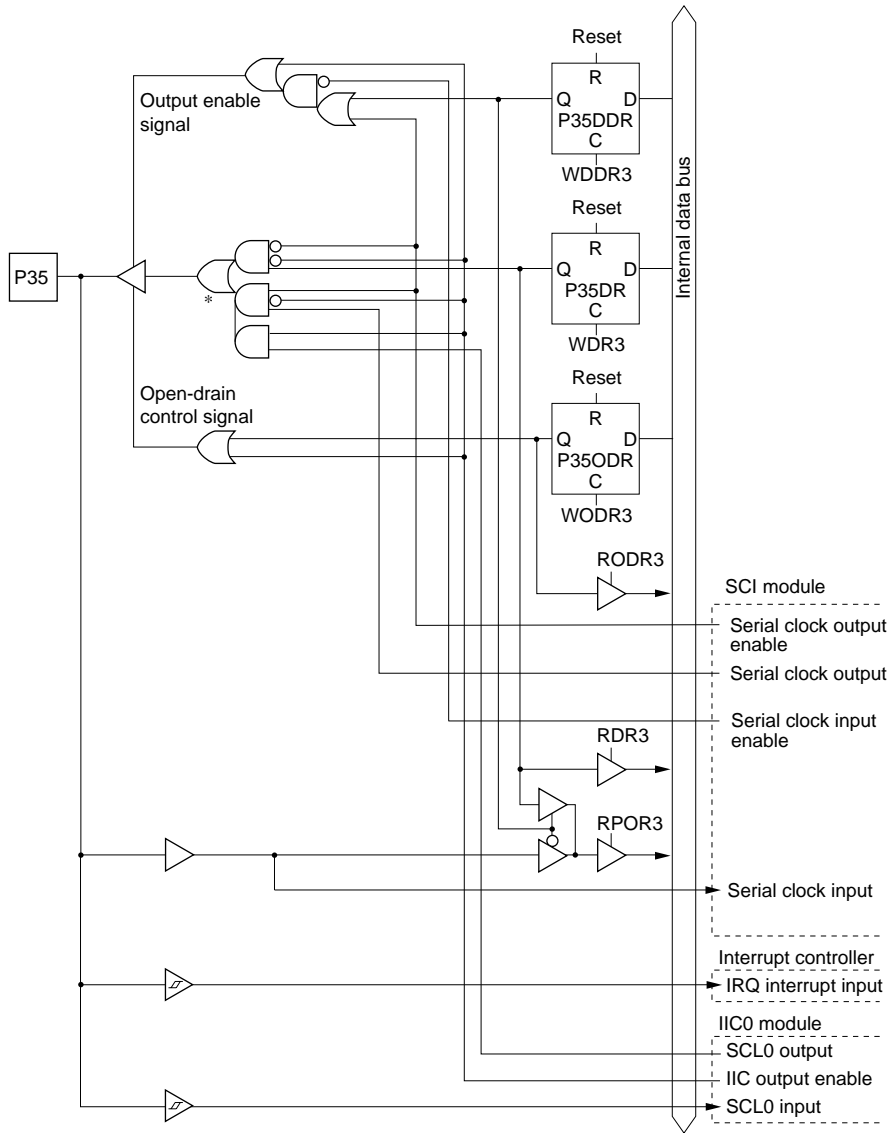 Reset
R
Q D
P35DDR
C
WDDR3
Output enable
signal
Internal data bus
Reset
R
Q D
P35DR
C
WDR3
P35
*
Reset
R
Q D
P35ODR
C
WODR3
Open-drain
control signal
RODR3
SCI module
Serial clock output
enable
Serial clock output
Serial clock input
enable
RDR3
RPOR3
Serial clock input
Interrupt controller
IRQ interrupt input
IIC0 module
SCL0 output
IIC output enable
SCL0 input